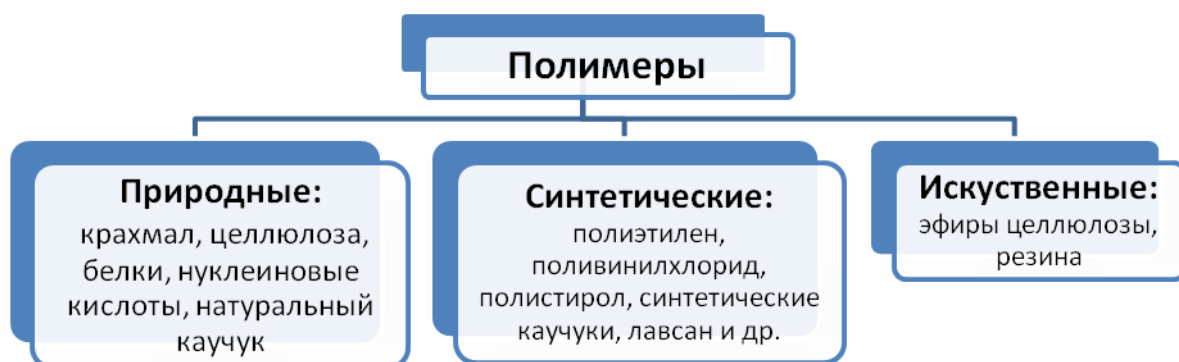 Полимеры
Природные:
крахмал, целлюлоза,
белки, нуклеиновые
кислоты, натуральный
каучук
Синтетические:
полиэтилен,
поливинилхлорид,
полистирол, синтетические
каучуки, лавсан и др.
Искуственные:
эфиры целлюлозы,
резина